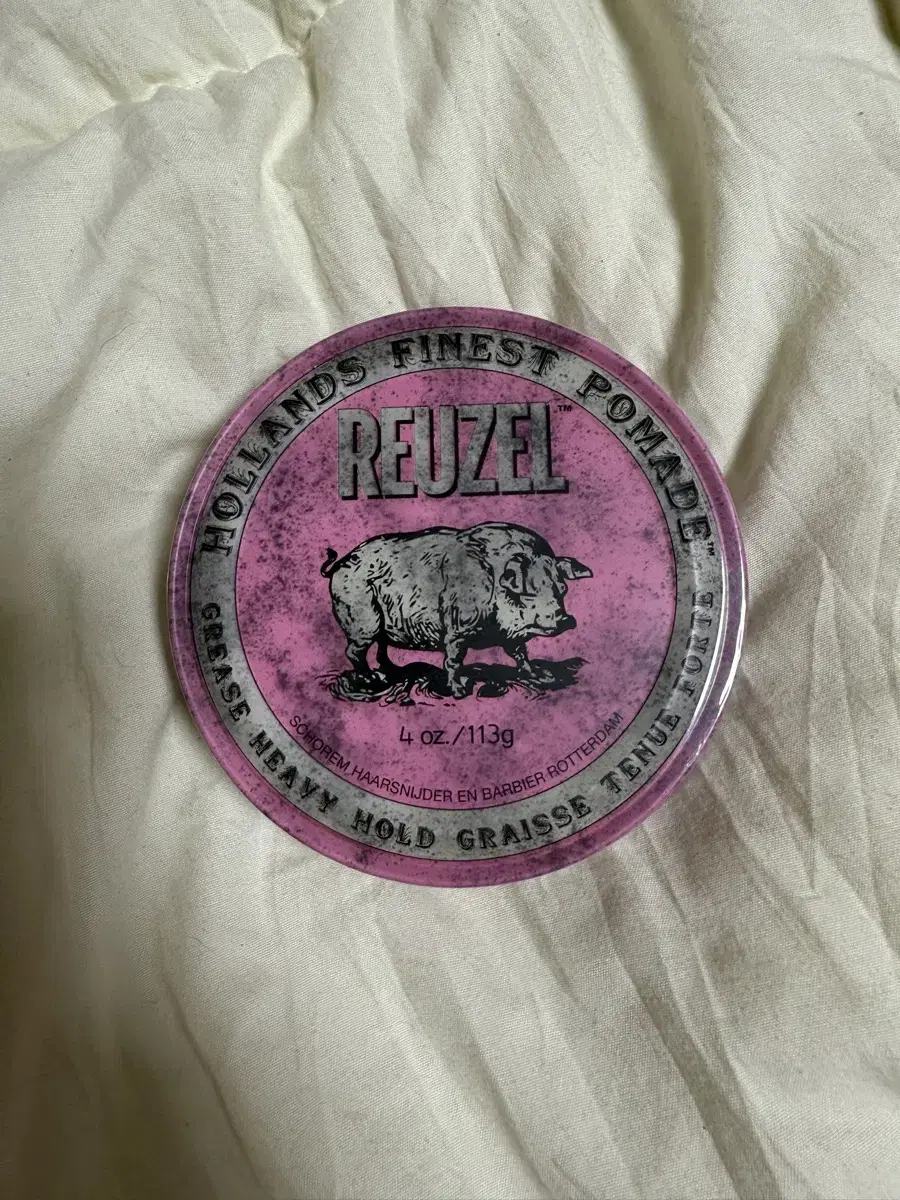 HOLLANDS FINEST POMADE™
REUZEL™
4 oz./113g
SCHOREM HAARSNIJDER EN BARBIER ROTTERDAM
GREASE HEAVY HOLD GRAISSE TENUE FORTE